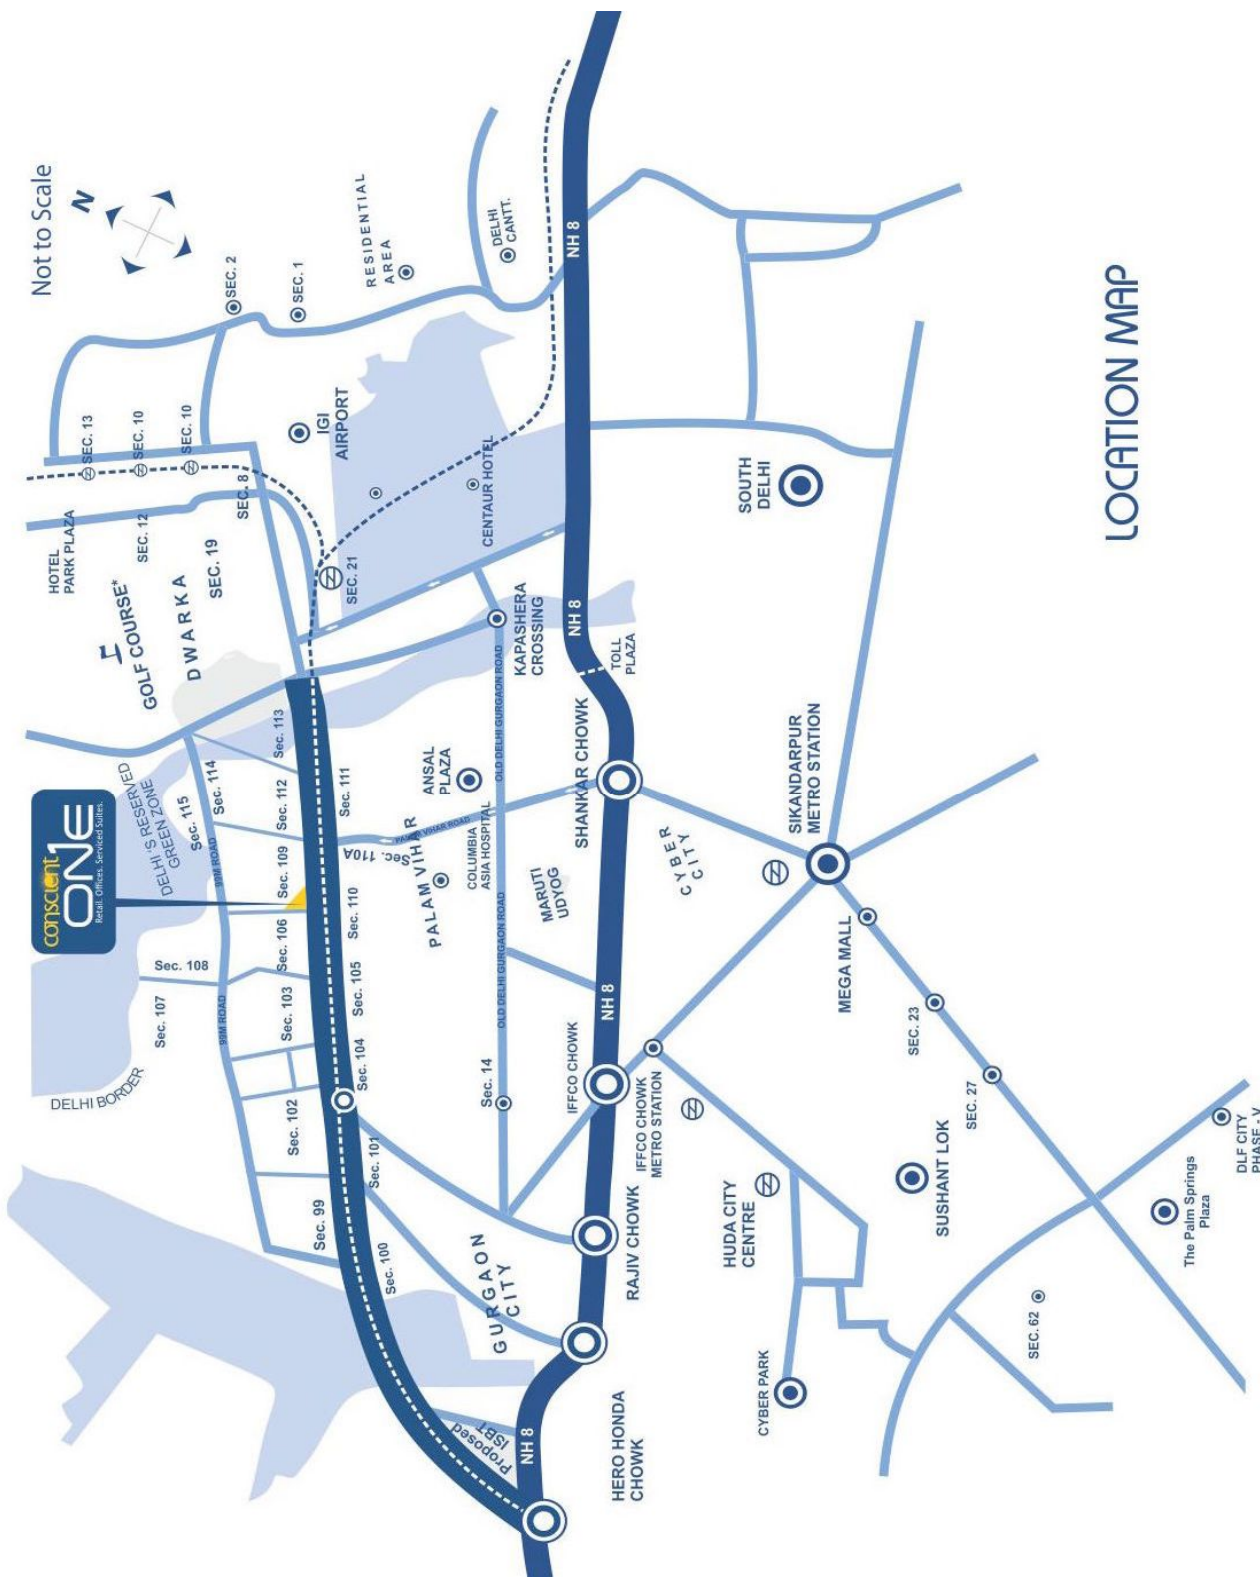 Not to Scale
N
SEC. 2
SEC. 1
RESIDENTIAL
AREA
DELHI
CANTT.
NH 8
SEC. 13
SEC. 10
SEC. 10
IGI
AIRPORT
SEC. 8
CENTAUR HOTEL
HOTEL
PARK PLAZA
SEC. 12
SEC. 19
SEC. 21
GOLF COURSE*
DWARKA
KAPASHERA
CROSSING
NH 8
TOLL
PLAZA
SOUTH
DELHI
LOCATION MAP
conscient
ONE
Retail. Offices. Serviced Suites.
DELHI'S RESERVED
GREEN ZONE
Sec. 115
Sec. 114
Sec. 113
Sec. 112
Sec. 111
Sec. 109
Sec. 110A
Sec. 110
Sec. 106
Sec. 105
Sec. 108
Sec. 107
Sec. 103
Sec. 104
Sec. 102
Sec. 101
Sec. 99
Sec. 100
99M ROAD
99M ROAD
DELHI BORDER
ANSAL
PLAZA
PALAM VIHAR ROAD
PALAM VIHAR
COLUMBIA
ASIA HOSPITAL
OLD DELHI GURGAON ROAD
OLD DELHI GURGAON ROAD
SHANKAR CHOWK
MARUTI
UDYOG
CYBER
CITY
SIKANDARPUR
METRO STATION
MEGA MALL
SEC. 23
SEC. 27
Sec. 14
NH 8
IFFCO CHOWK
IFFCO CHOWK
METRO STATION
RAJIV CHOWK
HUDA CITY
CENTRE
SUSHANT LOK
DLF CITY
PHASE - V
The Palm Springs
Plaza
SEC. 62
CYBER PARK
GURGAON
CITY
HERO HONDA
CHOWK
NH 8
Proposed
ISBT